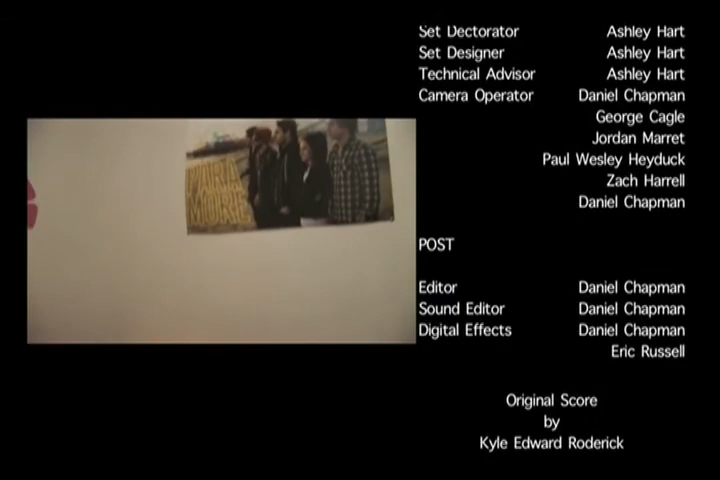 PARA
MORE
Set Dectorator Ashley Hart
Set Designer Ashley Hart
Technical Advisor Ashley Hart
Camera Operator Daniel Chapman
George Cagle
Jordan Marret
Paul Wesley Heyduck
Zach Harrell
Daniel Chapman
POST
Editor Daniel Chapman
Sound Editor Daniel Chapman
Digital Effects Daniel Chapman
Eric Russell
Original Score
by
Kyle Edward Roderick